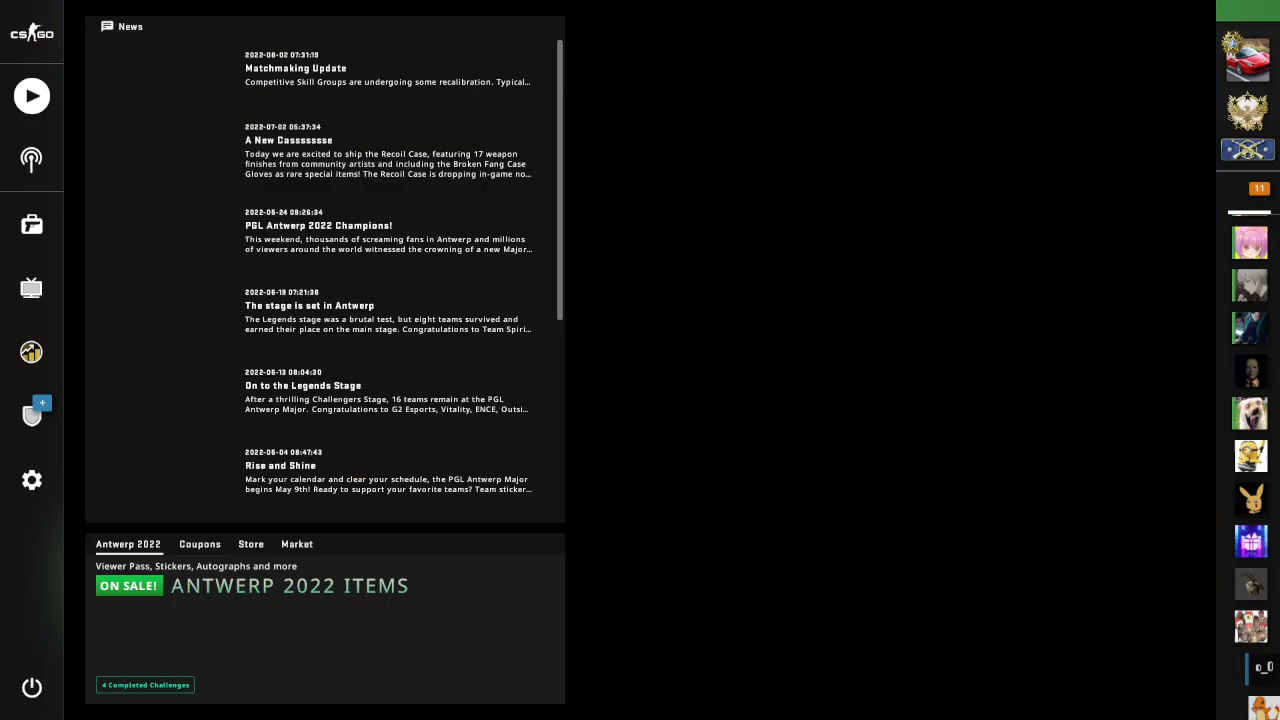 CS GO
News
2022-08-02 07:31:19
Matchmaking Update
Competitive Skill Groups are undergoing some recalibration. Typical...
2022-07-02 05:37:34
A New Cassssssse
Today we are excited to ship the Recoil Case, featuring 17 weapon
finishes from community artists and including the Broken Fang Case
Gloves as rare special items! The Recoil Case is dropping in-game no...
2022-05-24 08:26:34
PGL Antwerp 2022 Champions!
This weekend, thousands of screaming fans in Antwerp and millions
of viewers around the world witnessed the crowning of a new Major...
2022-05-19 07:21:38
The stage is set in Antwerp
The Legends stage was a brutal test, but eight teams survived and
earned their place on the main stage. Congratulations to Team Spiri...
2022-05-13 08:04:30
On to the Legends Stage
After a thrilling Challengers Stage, 16 teams remain at the PGL
Antwerp Major. Congratulations to G2 Esports, Vitality, ENCE, Outsi...
2022-05-04 08:47:43
Rise and Shine
Mark your calendar and clear your schedule, the PGL Antwerp Major
begins May 9th! Ready to support your favorite teams? Team sticker...
Antwerp 2022 Coupons Store Market
Viewer Pass, Stickers, Autographs and more
ON SALE! ANTWERP 2022 ITEMS
4 Completed Challenges
11